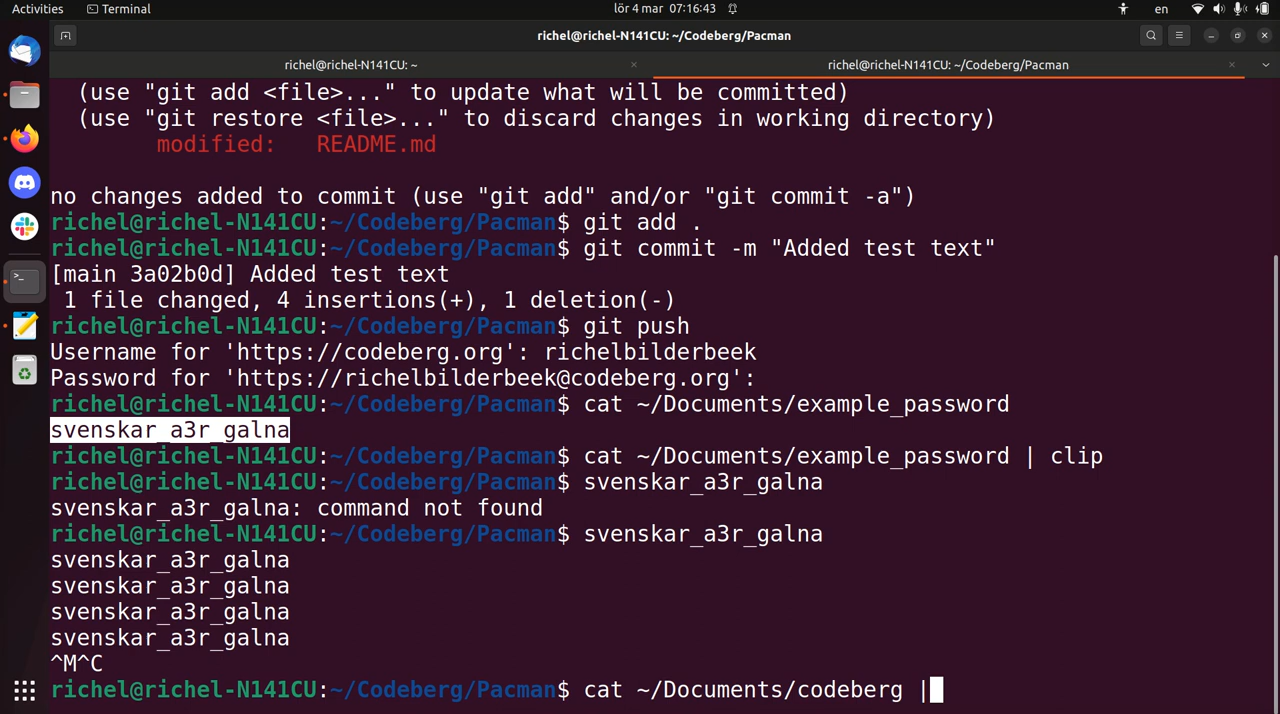 Activities Terminal lör 4 mar 07:16:43 en
richel@richel-N141CU: ~/Codeberg/Pacman
richel@richel-N141CU: ~ × richel@richel-N141CU: ~/Codeberg/Pacman ×
(use "git add <file>..." to update what will be committed)
(use "git restore <file>..." to discard changes in working directory)
modified: README.md
no changes added to commit (use "git add" and/or "git commit -a")
richel@richel-N141CU:~/Codeberg/Pacman$ git add .
richel@richel-N141CU:~/Codeberg/Pacman$ git commit -m "Added test text"
[main 3a02b0d] Added test text
1 file changed, 4 insertions(+), 1 deletion(-)
richel@richel-N141CU:~/Codeberg/Pacman$ git push
Username for 'https://codeberg.org': richelbilderbeek
Password for 'https://richelbilderbeek@codeberg.org':
richel@richel-N141CU:~/Codeberg/Pacman$ cat ~/Documents/example_password
svenskar_a3r_galna
richel@richel-N141CU:~/Codeberg/Pacman$ cat ~/Documents/example_password | clip
richel@richel-N141CU:~/Codeberg/Pacman$ svenskar_a3r_galna
svenskar_a3r_galna: command not found
richel@richel-N141CU:~/Codeberg/Pacman$ svenskar_a3r_galna
svenskar_a3r_galna
svenskar_a3r_galna
svenskar_a3r_galna
svenskar_a3r_galna
^M^C
richel@richel-N141CU:~/Codeberg/Pacman$ cat ~/Documents/codeberg |